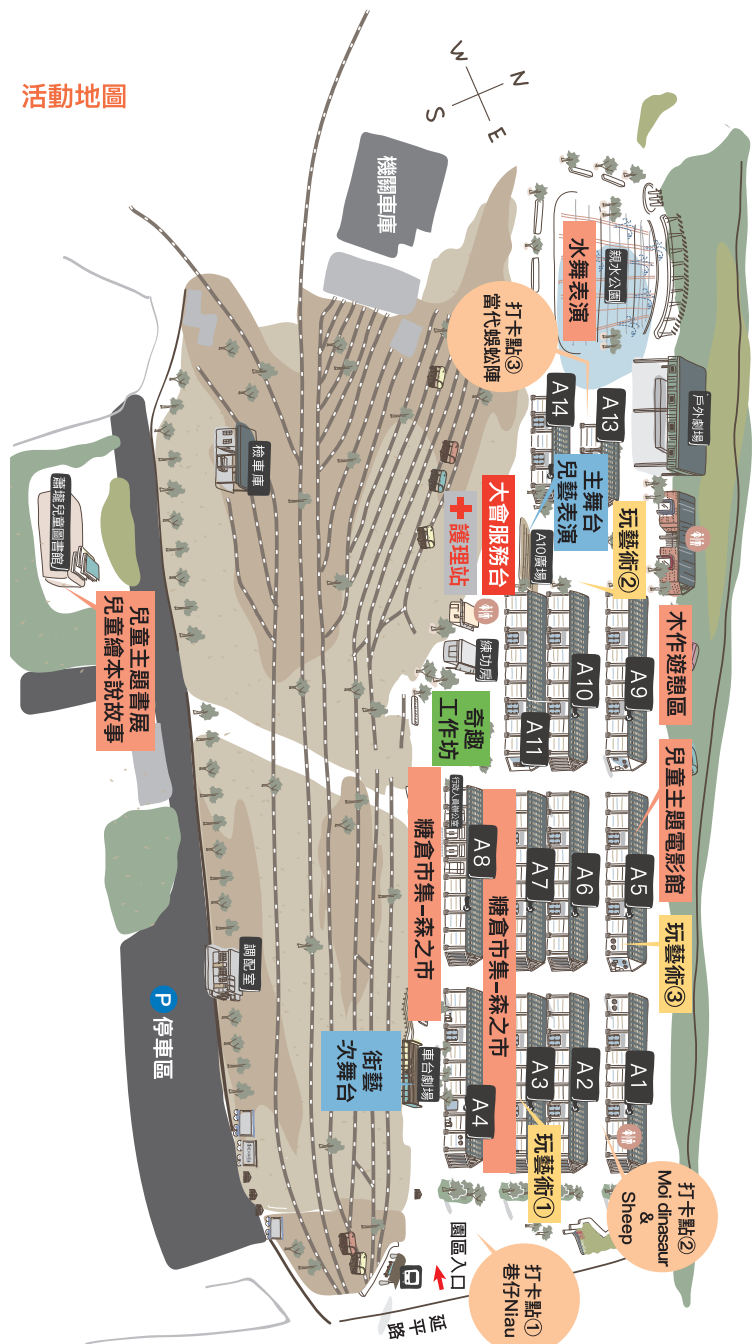 活動地圖
W
N
S
E
機關車庫
水舞表演
親水公園
打卡點③
當代蜈蚣陣
戶外劇場
A14
A13
主舞台
兒藝表演
大會服務台
護理站
A10廣場
玩藝術②
檢車庫
蕭壠兒童圖書館
兒童主題書展
兒童繪本說故事
練功房
奇趣
工作坊
木作遊憩區
A9
A10
A11
兒童主題電影館
A5
A6
A7
A8
行政人員辦公室
糖倉市集-森之市
糖倉市集-森之市
玩藝術③
調配室
P 停車區
街藝
次舞台
車台劇場
A1
A2
A3
A4
玩藝術①
打卡點②
Moi dinasaur
&
Sheep
打卡點①
巷仔Niau
園區入口
延平路